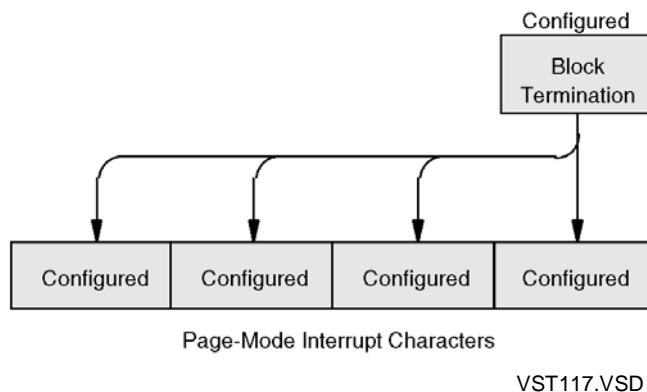 Configured
Block
Termination
Configured Configured Configured Configured
Page-Mode Interrupt Characters
VST117.VSD